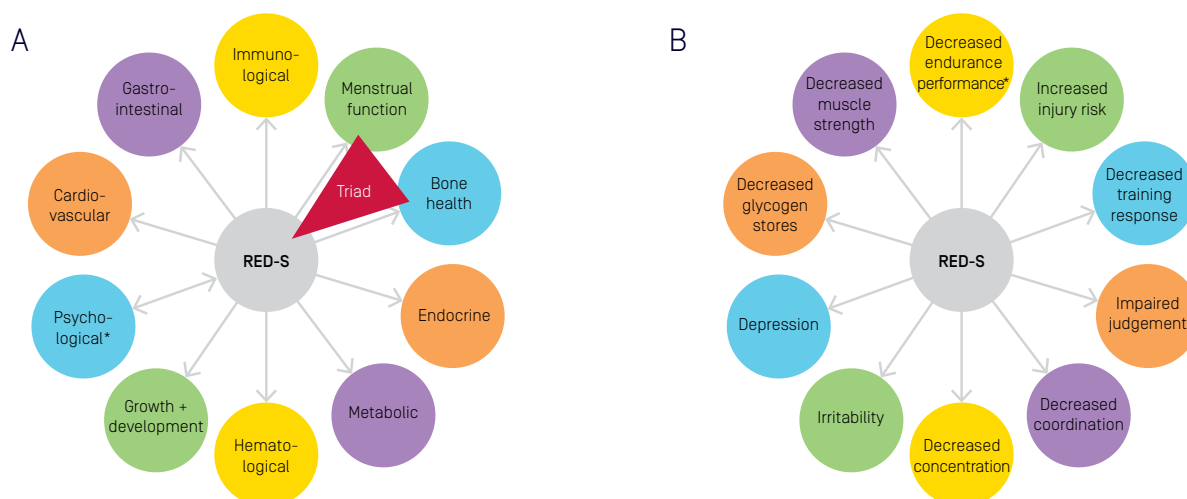 A
Immuno-
logical
Menstrual
function
Bone
health
Endocrine
Metabolic
Hemato-
logical
Growth +
development
Psycho-
logical*
Cardio-
vascular
Gastro-
intestinal
Triad
RED-S
B
Decreased
endurance
performance*
Increased
injury risk
Decreased
training
response
Impaired
judgement
Decreased
coordination
Decreased
concentration
Irritability
Depression
Decreased
glycogen
stores
Decreased
muscle
strength
RED-S